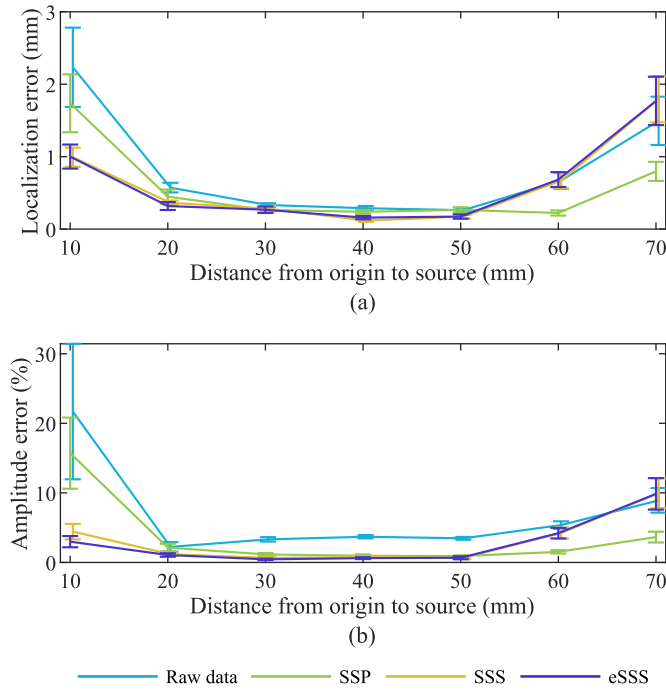 3
2
1
0
Localization error (mm)
10 20 30 40 50 60 70
Distance from origin to source (mm)
(a)
30
20
10
0
Amplitude error (%)
10 20 30 40 50 60 70
Distance from origin to source (mm)
(b)
Raw data SSP SSS eSSS